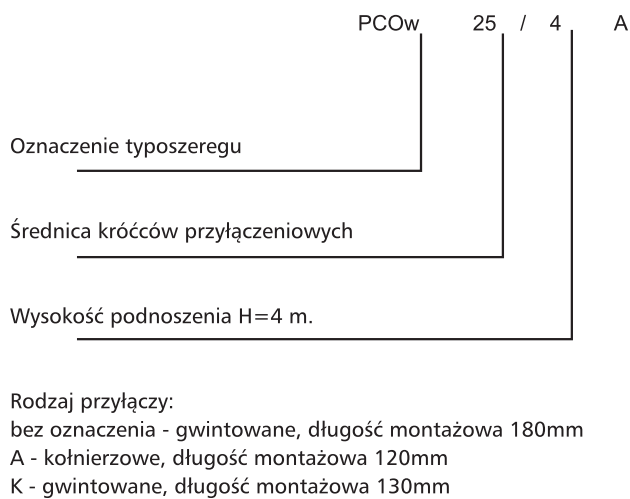 PCOw 25 / 4 A
Oznaczenie typoszeregu
Średnica króćców przyłączeniowych
Wysokość podnoszenia H=4 m.
Rodzaj przyłączy:
bez oznaczenia - gwintowane, długość montażowa 180mm
A - kołnierzowe, długość montażowa 120mm
K - gwintowane, długość montażowa 130mm